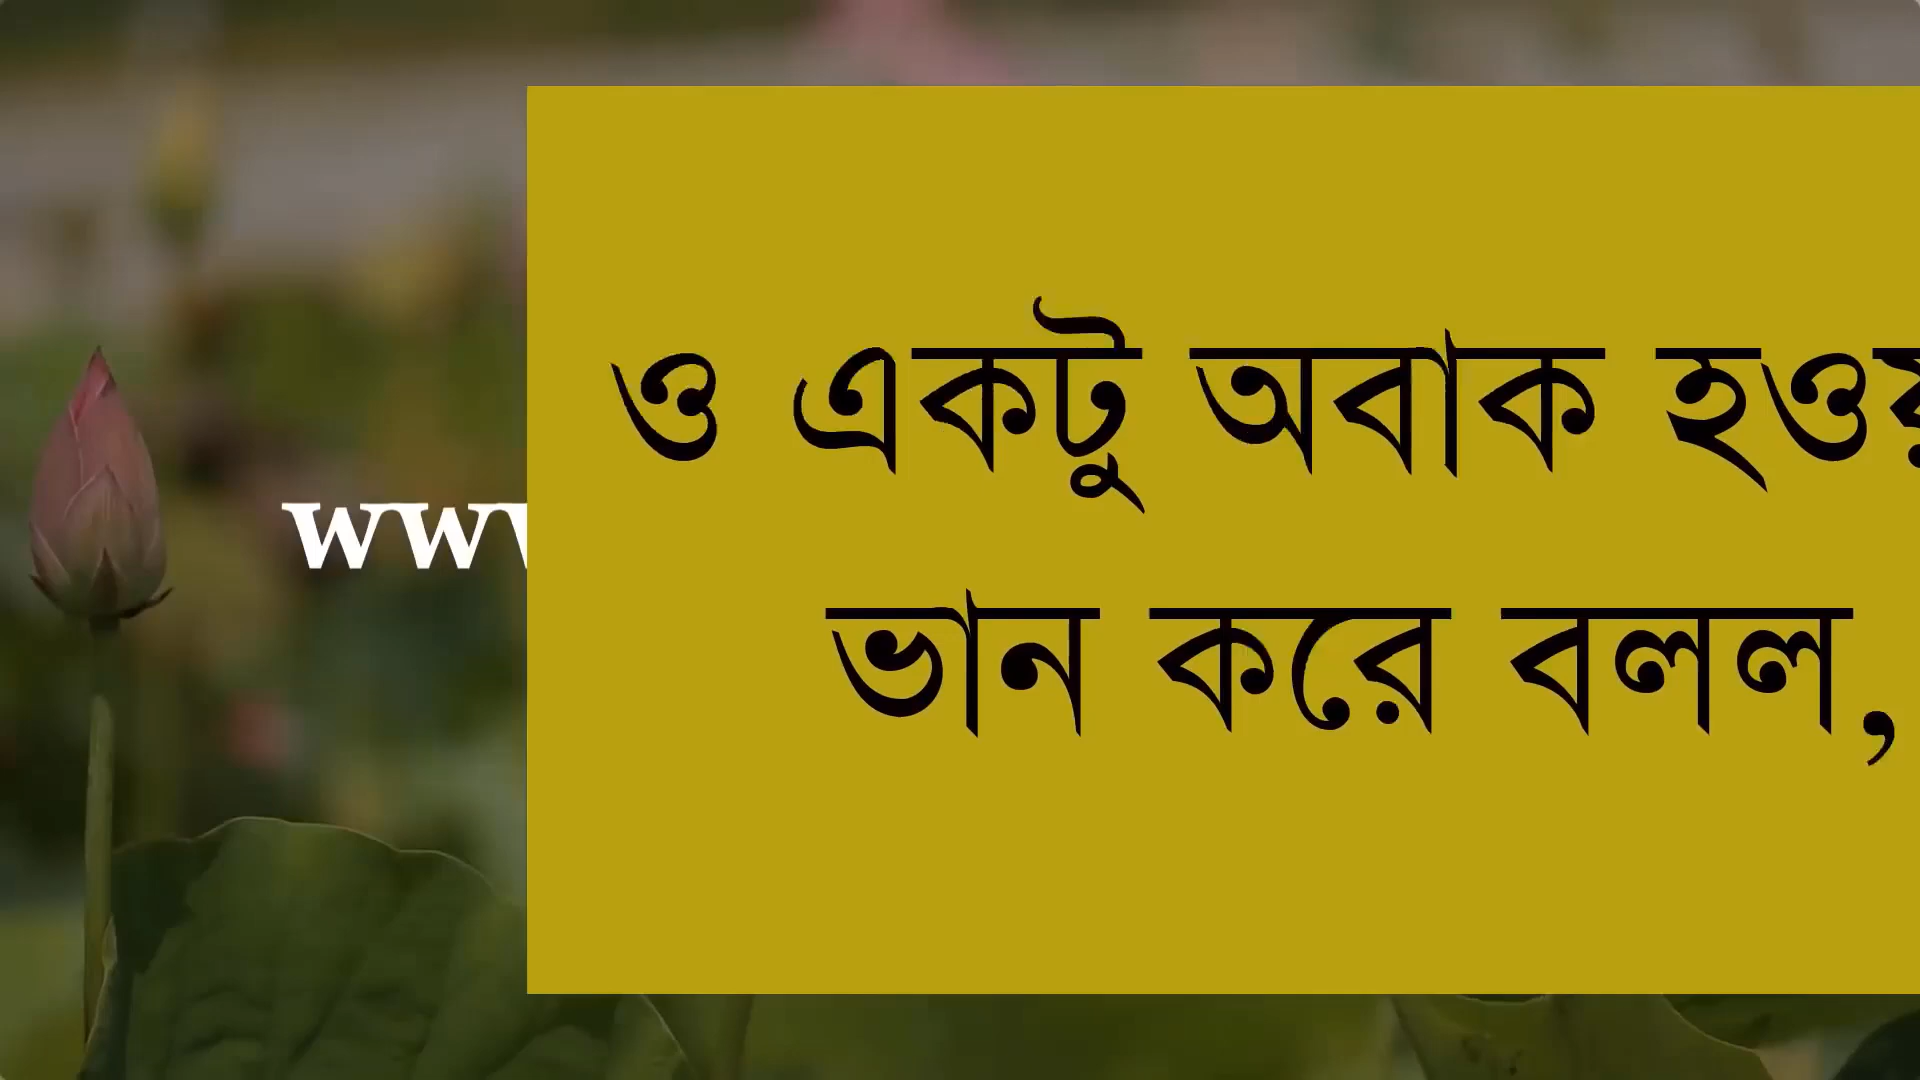 ও একটু অবাক
ভান করে বলল,